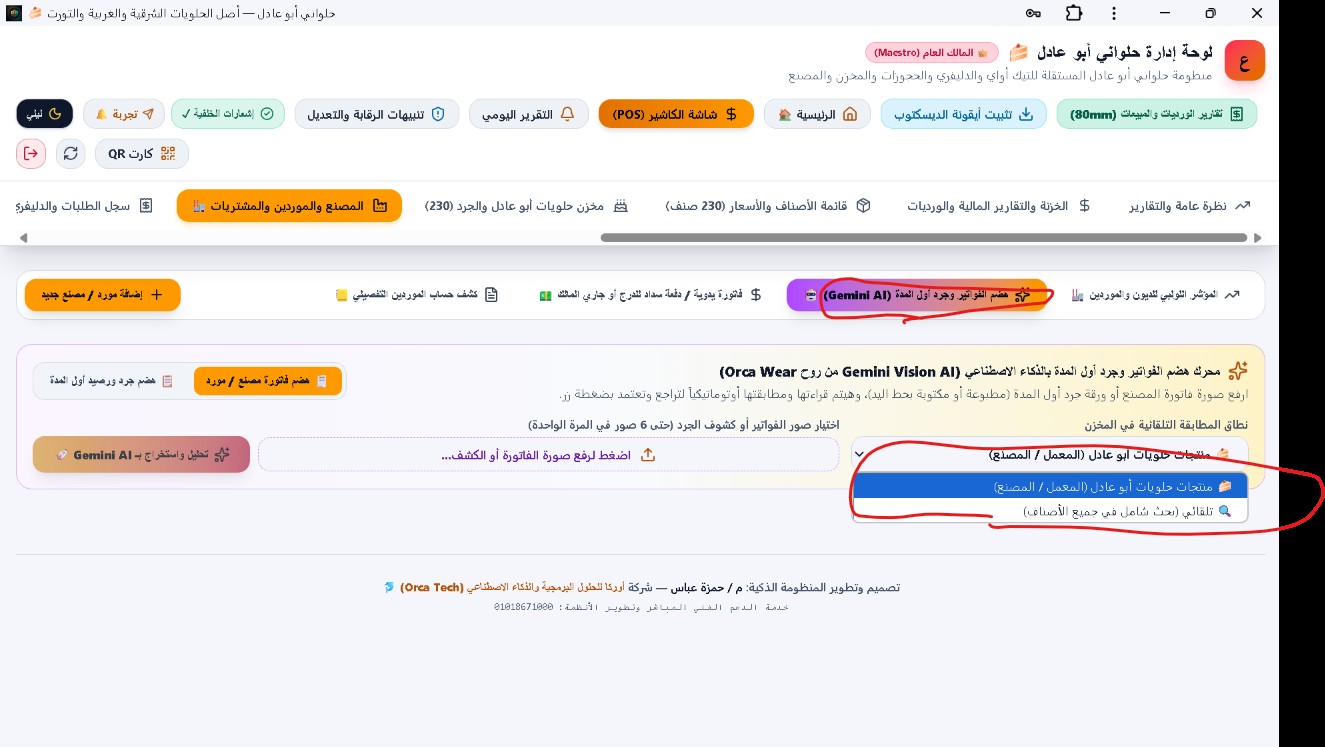 حلواني أبو عادل — أصل الحلويات الشرقية والغربية والتورت 🍰
ع
لوحة إدارة حلواني أبو عادل 🍰
👑 المالك العام (Maestro)
منظومة حلواني أبو عادل المستقلة للتيك أواي والدليفري والحجوزات والمخزن والمصنع
تقارير الورديات والمبيعات (80mm)
تثبيت أيقونة الديسكتوب
الرئيسية 🏠
شاشة الكاشير (POS)
التقرير اليومي
تنبيهات الرقابة والتعديل
إشعارات الخلفية ✓
تجربة 🔔
ليلي
كارت QR
نظرة عامة والتقارير
الخزنة والتقارير المالية والورديات
قائمة الأصناف والأسعار (230 صنف)
مخزن حلويات أبو عادل والجرد (230)
المصنع والموردين والمشتريات 🏭
سجل الطلبات والدليفري
المؤشر اللولبي للديون والموردين 🏭
هضم الفواتير وجرد أول المدة (Gemini AI) 🤖
فاتورة يدوية / دفعة سداد للدرج أو جاري المالك 💵
كشف حساب الموردين التفصيلي 📒
إضافة مورد / مصنع جديد
محرك هضم الفواتير وجرد أول المدة بالذكاء الاصطناعي (Gemini Vision AI من روح Orca Wear)
🧾 هضم فاتورة مصنع / مورد
📋 هضم جرد ورصيد أول المدة
ارفع صورة فاتورة المصنع أو ورقة جرد أول المدة (مطبوعة أو مكتوبة بخط اليد)، وهيتم قراءتها ومطابقتها أوتوماتيكياً لتراجع وتعتمد بضغطة زر.
نطاق المطابقة التلقائية في المخزن
اختيار صور الفواتير أو كشوف الجرد (حتى 6 صور في المرة الواحدة)
🍰 منتجات حلويات أبو عادل (المعمل / المصنع)
اضغط لرفع صورة الفاتورة أو الكشف...
تحليل واستخراج بـ Gemini AI 🚀
🍰 منتجات حلويات أبو عادل (المعمل / المصنع)
🔍 تلقائي (بحث شامل في جميع الأصناف)
تصميم وتطوير المنظومة الذكية: م / حمزة عباس — شركة أوركا للحلول البرمجية والذكاء الاصطناعي (Orca Tech) 🐬
خدمة الدعم الفني المباشر وتطوير الأنظمة: 01018671000